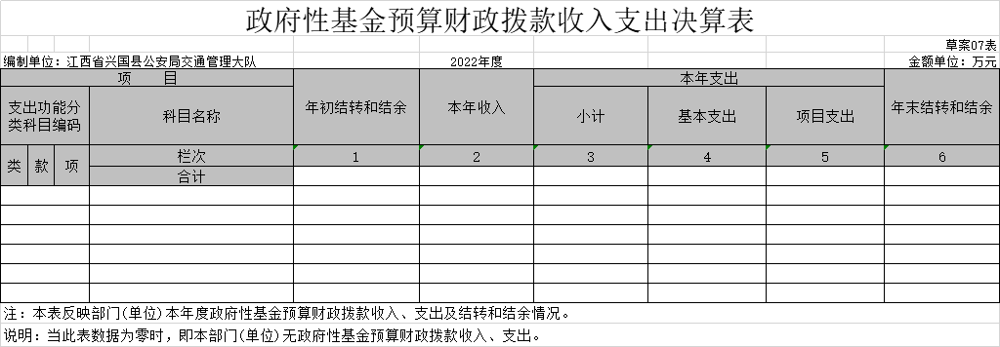 政府性基金预算财政拨款收入支出决算表
草案07表
编制单位：江西省兴国县公安局交通管理大队 2022年度 金额单位：万元
项 目 年初结转和结余 本年收入 本年支出 年末结转和结余
支出功能分类科目编码 科目名称 小计 基本支出 项目支出
类 款 项 栏次 1 2 3 4 5 6
合计
注：本表反映部门(单位)本年度政府性基金预算财政拨款收入、支出及结转和结余情况。
说明：当此表数据为零时，即本部门(单位)无政府性基金预算财政拨款收入、支出。